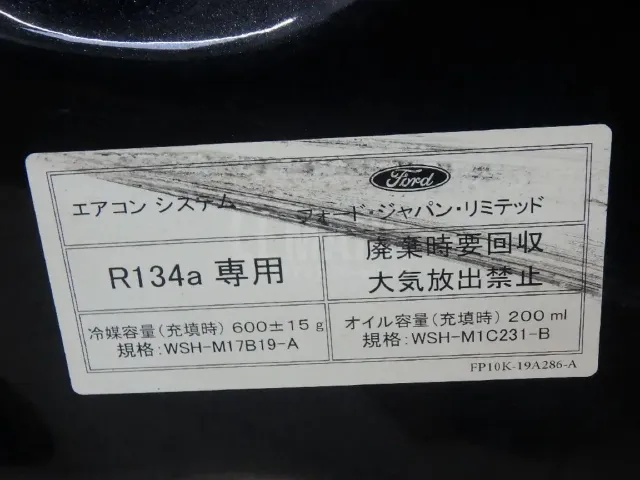 Ford
エアコン システム
フォード・ジャパン・リミテッド
R134a 専用
廃棄時要回収
大気放出禁止
冷媒容量(充填時) 600±15g
規格:WSH-M17B19-A
オイル容量(充填時) 200 ml
規格:WSH-M1C231-B
FP10K-19A286-A